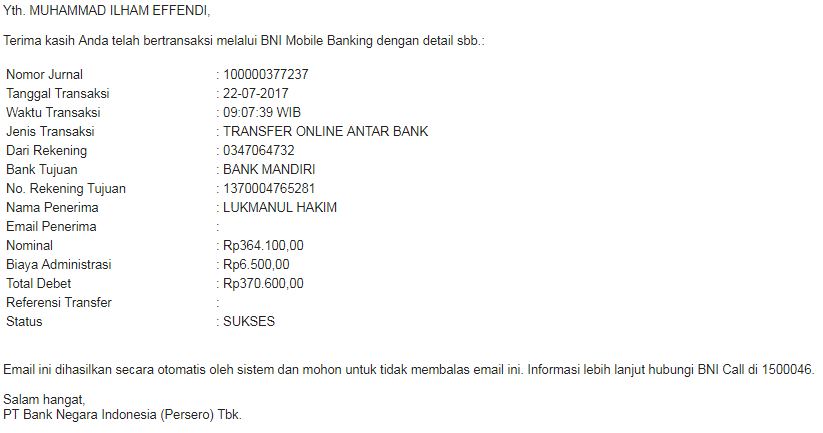 Yth. MUHAMMAD ILHAM EFFENDI,
Terima kasih Anda telah bertransaksi melalui BNI Mobile Banking dengan detail sbb.:
Nomor Jurnal : 100000377237
Tanggal Transaksi : 22-07-2017
Waktu Transaksi : 09:07:39 WIB
Jenis Transaksi : TRANSFER ONLINE ANTAR BANK
Dari Rekening : 0347064732
Bank Tujuan : BANK MANDIRI
No. Rekening Tujuan : 1370004765281
Nama Penerima : LUKMANUL HAKIM
Email Penerima :
Nominal : Rp364.100,00
Biaya Administrasi : Rp6.500,00
Total Debet : Rp370.600,00
Referensi Transfer :
Status : SUKSES
Email ini dihasilkan secara otomatis oleh sistem dan mohon untuk tidak membalas email ini. Informasi lebih lanjut hubungi BNI Call di 1500046.
Salam hangat,
PT Bank Negara Indonesia (Persero) Tbk.